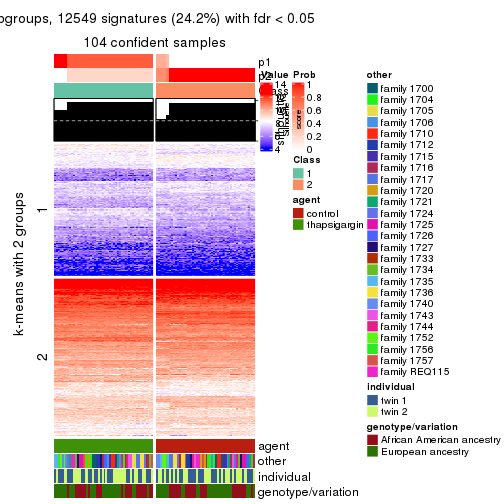 ogroups, 12549 signatures (24.2%) with fdr < 0.05
104 confident samples
p1
p2
Class
Silhouette
score
Value
14
12
10
8
6
4
Prob
1
0.8
0.6
0.4
0.2
0
Class
1
2
agent
control
thapsigargin
k-means with 2 groups
1
2
agent
other
individual
genotype/variation
other
family 1700
family 1704
family 1705
family 1706
family 1710
family 1712
family 1715
family 1716
family 1717
family 1720
family 1721
family 1724
family 1725
family 1726
family 1727
family 1733
family 1734
family 1735
family 1736
family 1740
family 1743
family 1744
family 1752
family 1756
family 1757
family REQ115
individual
twin 1
twin 2
genotype/variation
African American ancestry
European ancestry